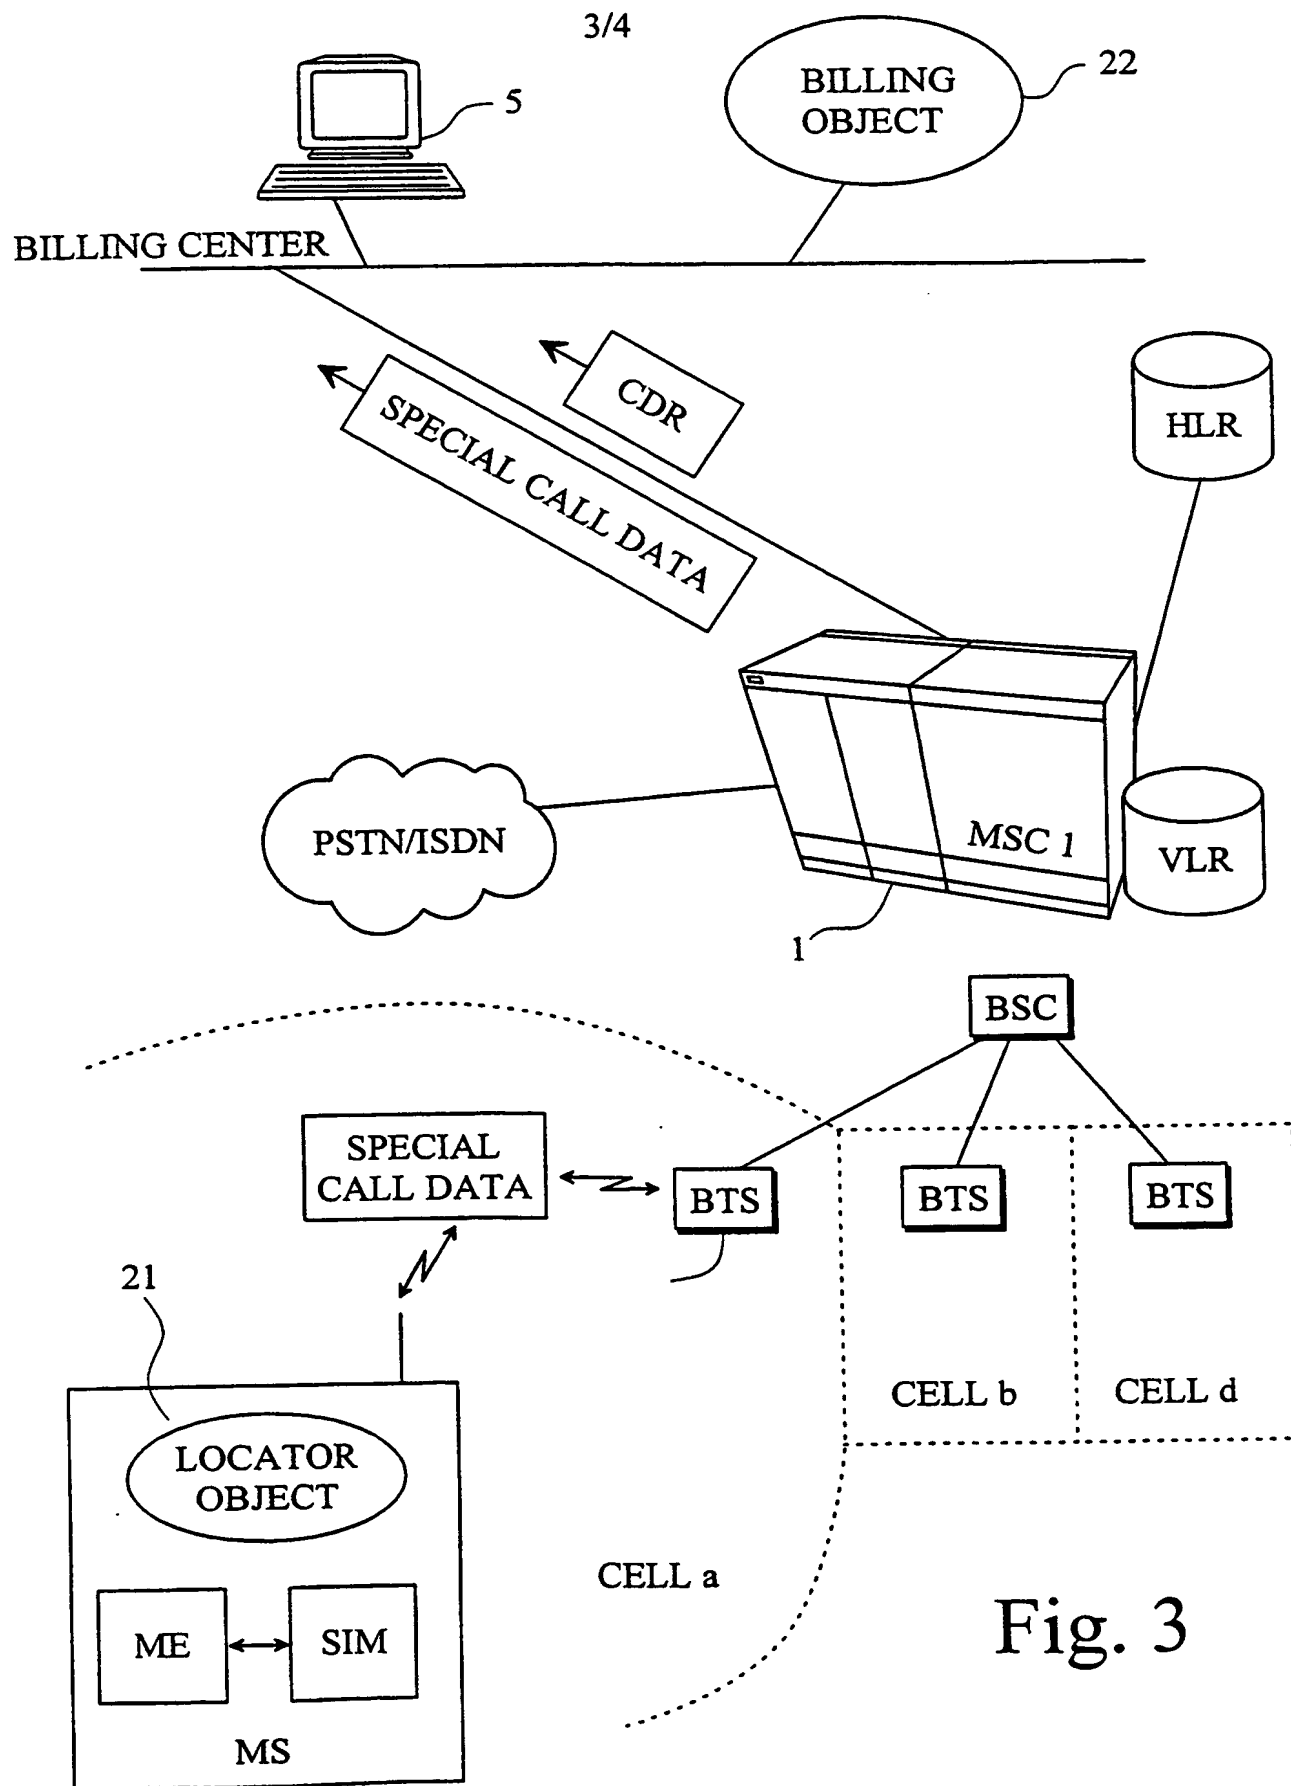 3/4
BILLING
OBJECT
22
5
BILLING CENTER
CDR
SPECIAL CALL DATA
HLR
PSTN/ISDN
MSC 1
VLR
1
BSC
SPECIAL
CALL DATA
BTS
BTS
BTS
21
CELL b
CELL d
LOCATOR
OBJECT
CELL a
ME
SIM
MS
Fig. 3